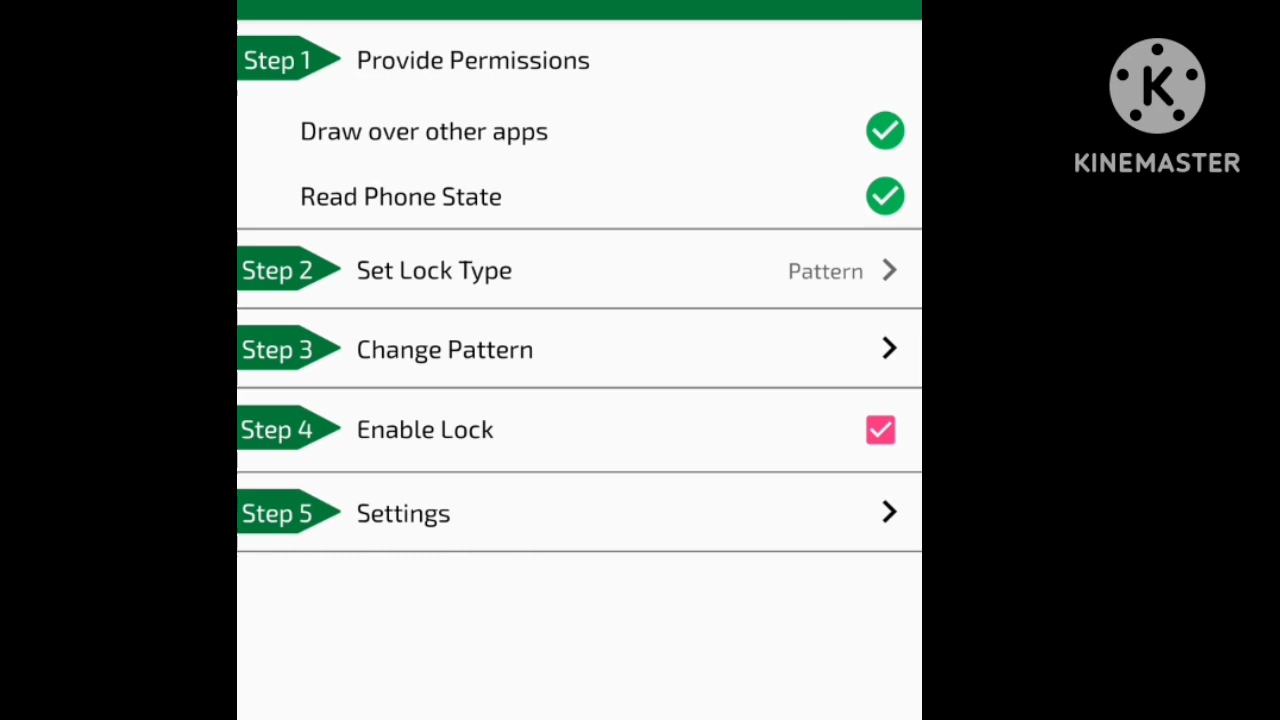 Step 1 Provide Permissions
Draw over other apps
Read Phone State
Step 2 Set Lock Type Pattern
Step 3 Change Pattern
Step 4 Enable Lock
Step 5 Settings
K
KINEMASTER